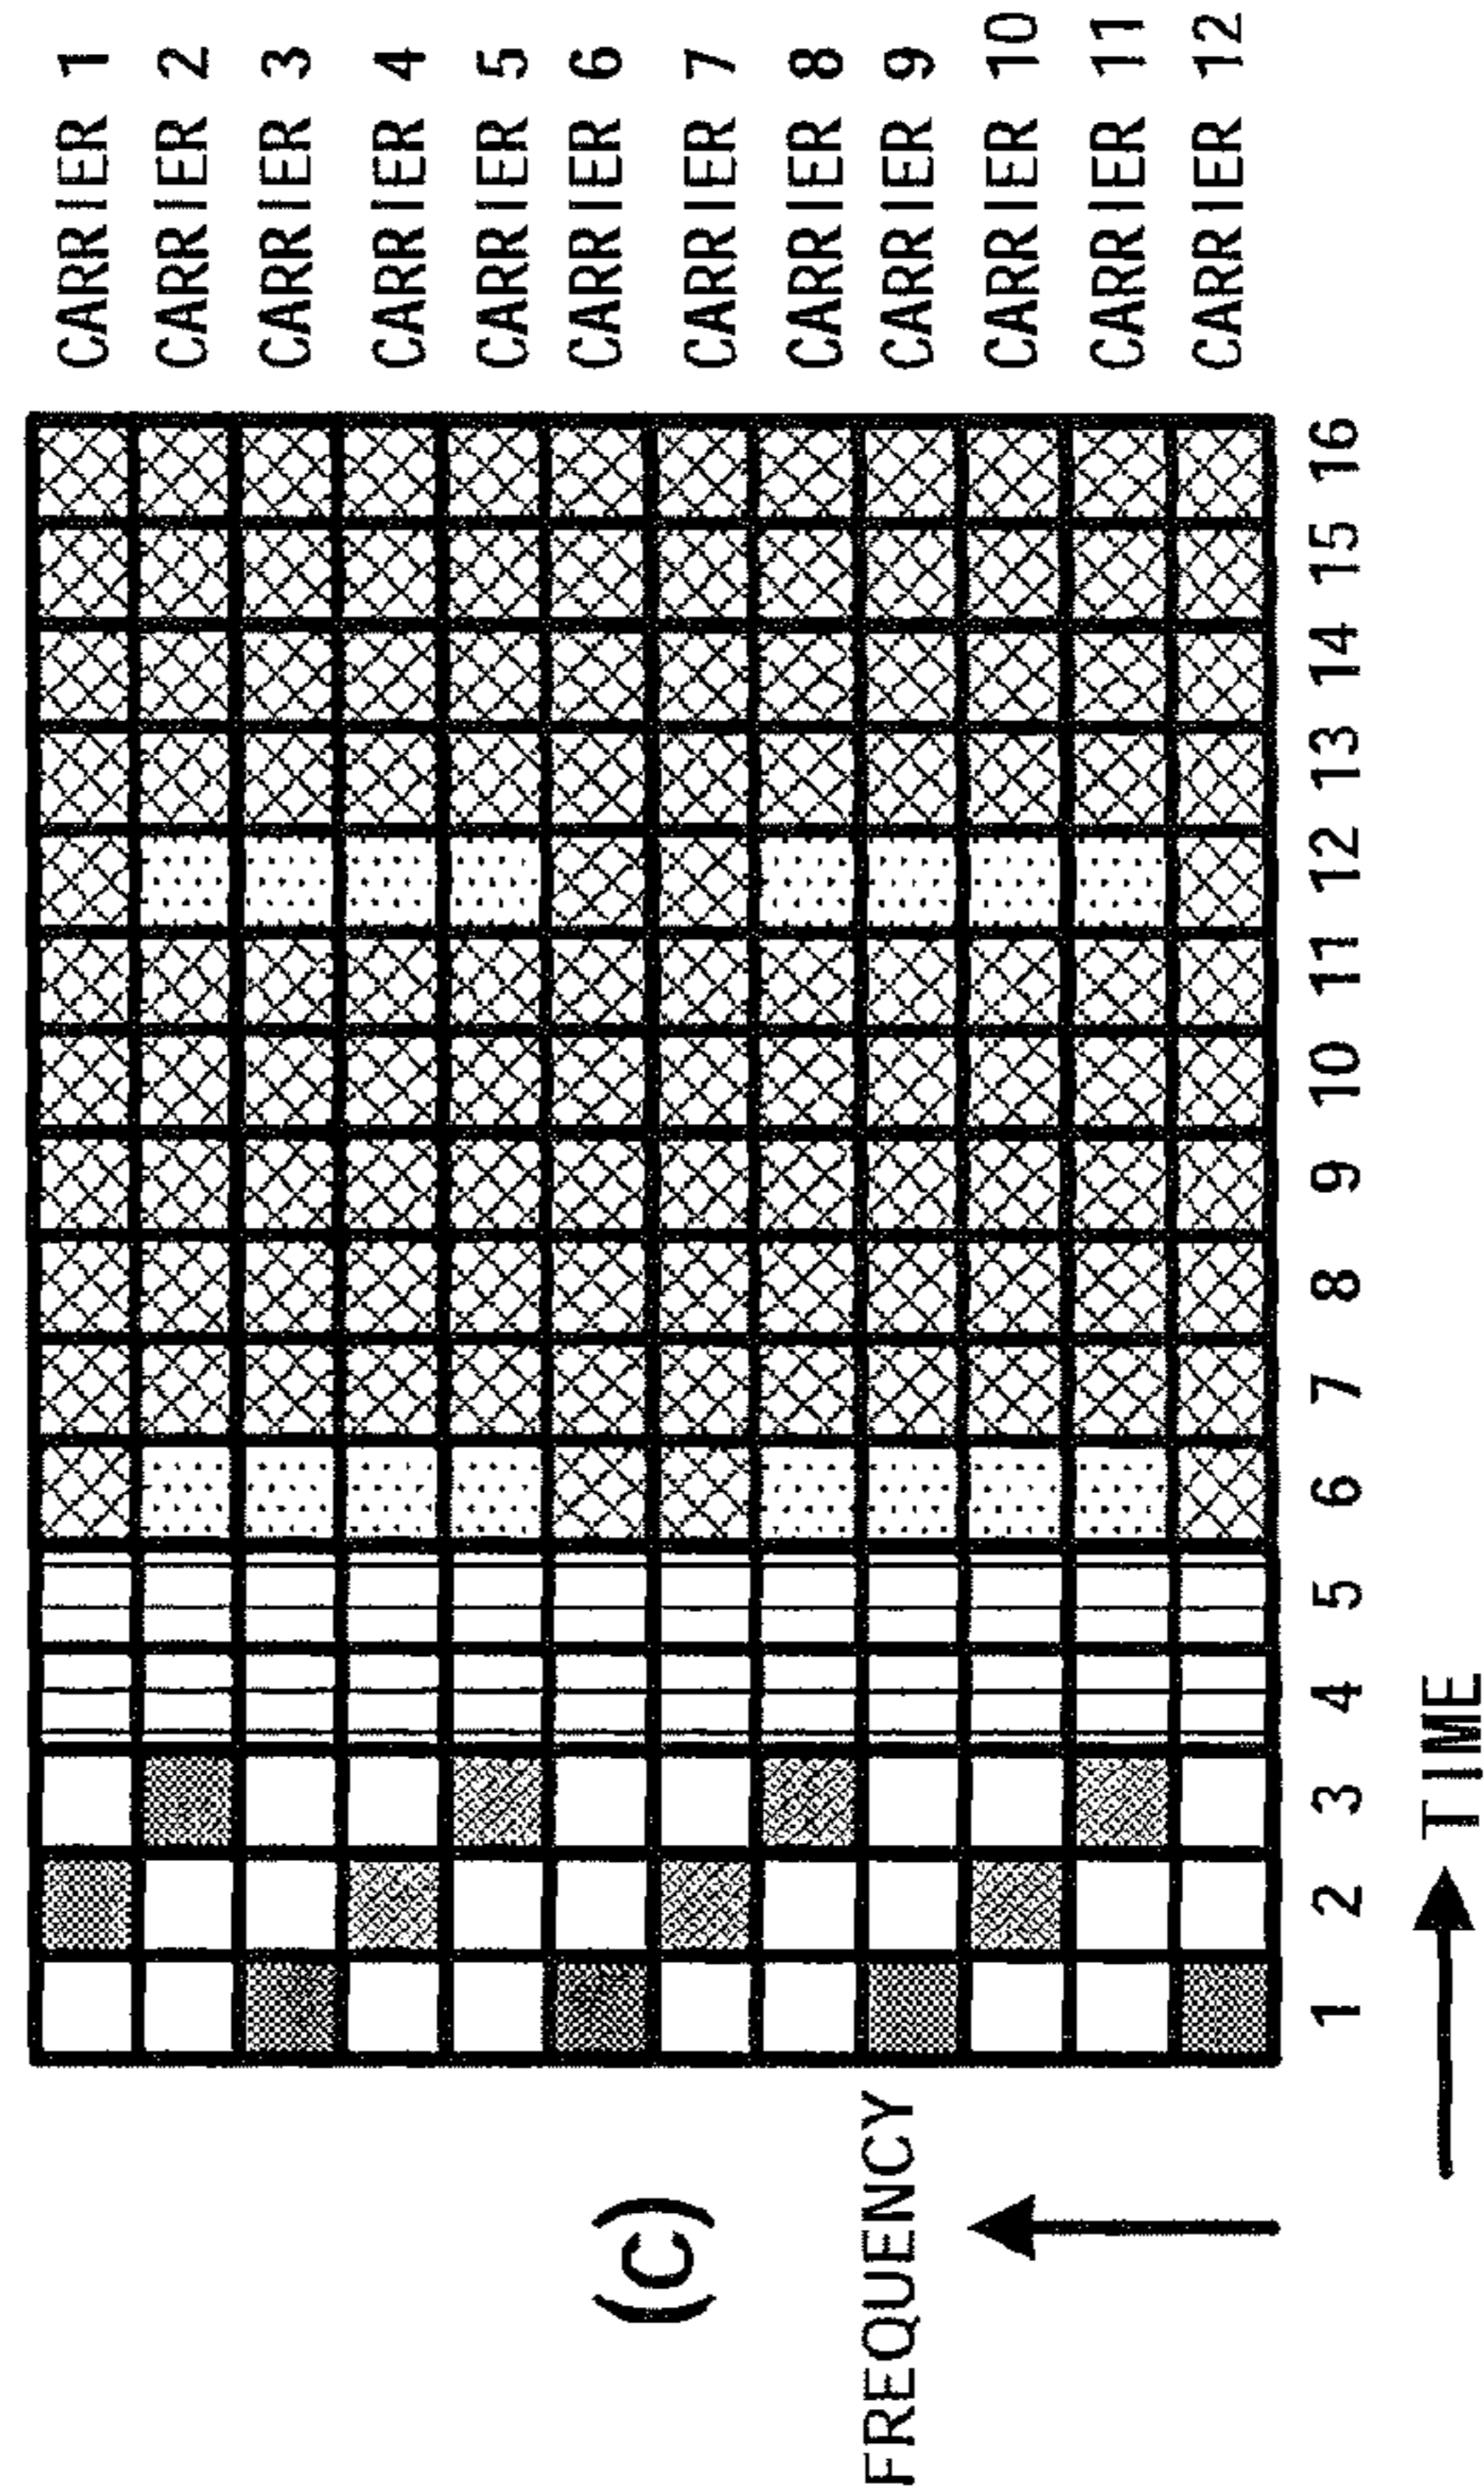 (c)
FREQUENCY
CARRIER 1
CARRIER 2
CARRIER 3
CARRIER 4
CARRIER 5
CARRIER 6
CARRIER 7
CARRIER 8
CARRIER 9
CARRIER 10
CARRIER 11
CARRIER 12
1 2 3 4 5 6 7 8 9 10 11 12 13 14 15 16
TIME